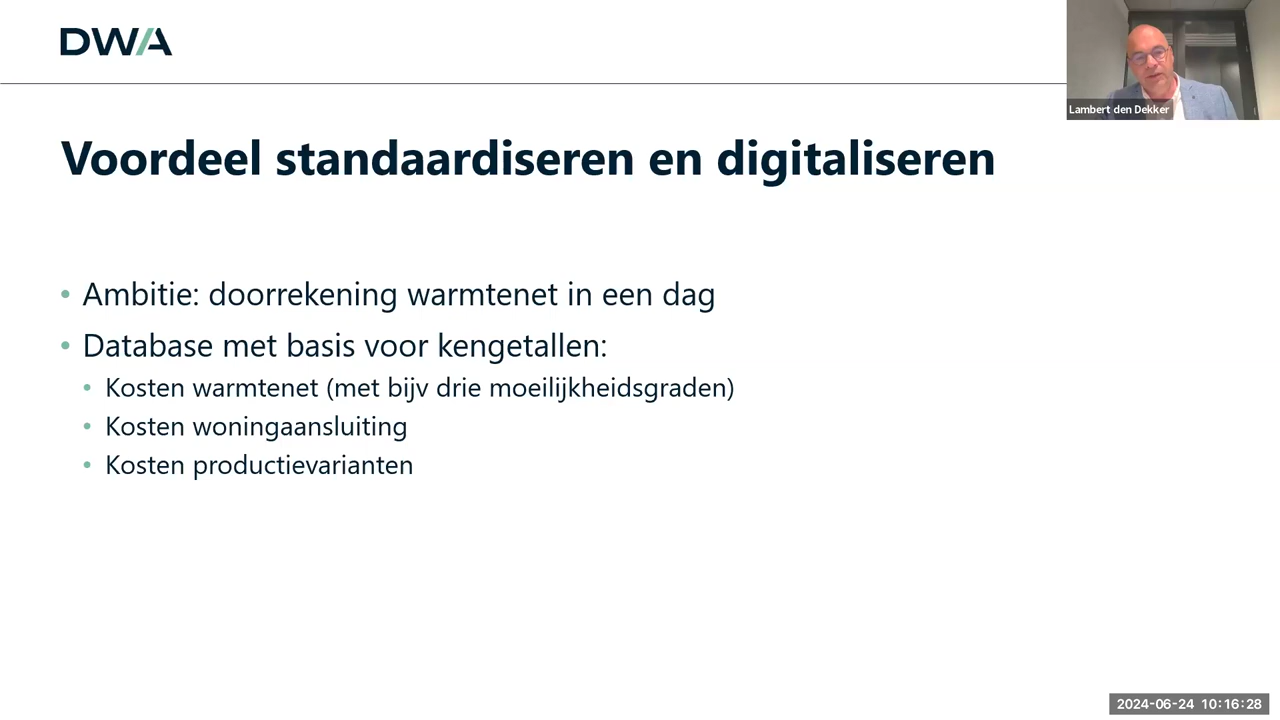 DWA
Lambert den Dekker
Voordeel standaardiseren en digitaliseren
• Ambitie: doorrekening warmtenet in een dag
• Database met basis voor kengetallen:
• Kosten warmtenet (met bijv drie moeilijkheidsgraden)
• Kosten woningaansluiting
• Kosten productievarianten
2024-06-24 10:16:28